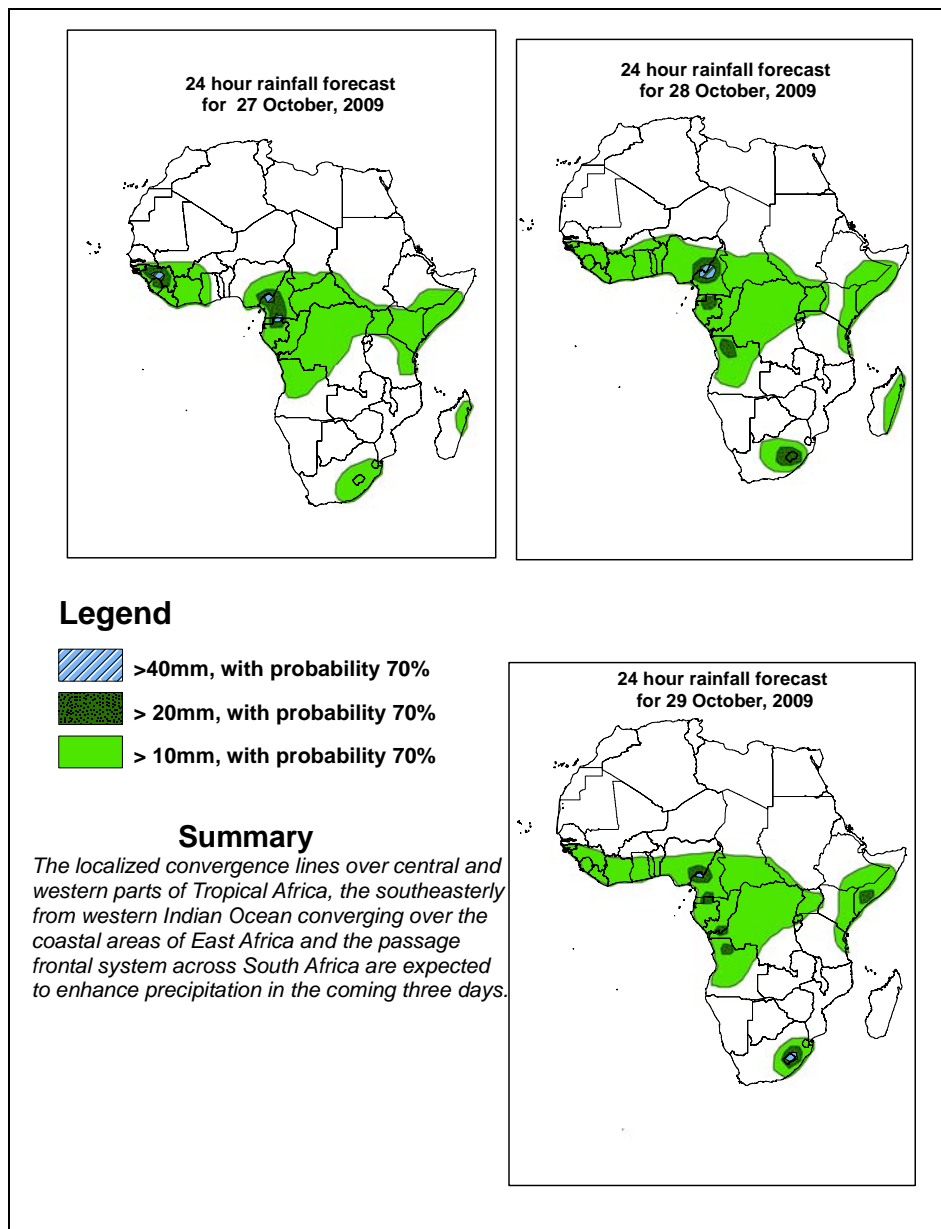 24 hour rainfall forecast
for 27 October, 2009
24 hour rainfall forecast
for 28 October, 2009
Legend
>40mm, with probability 70%
> 20mm, with probability 70%
> 10mm, with probability 70%
Summary
The localized convergence lines over central and
western parts of Tropical Africa, the southeasterly
from western Indian Ocean converging over the
coastal areas of East Africa and the passage
frontal system across South Africa are expected
to enhance precipitation in the coming three days.
24 hour rainfall forecast
for 29 October, 2009